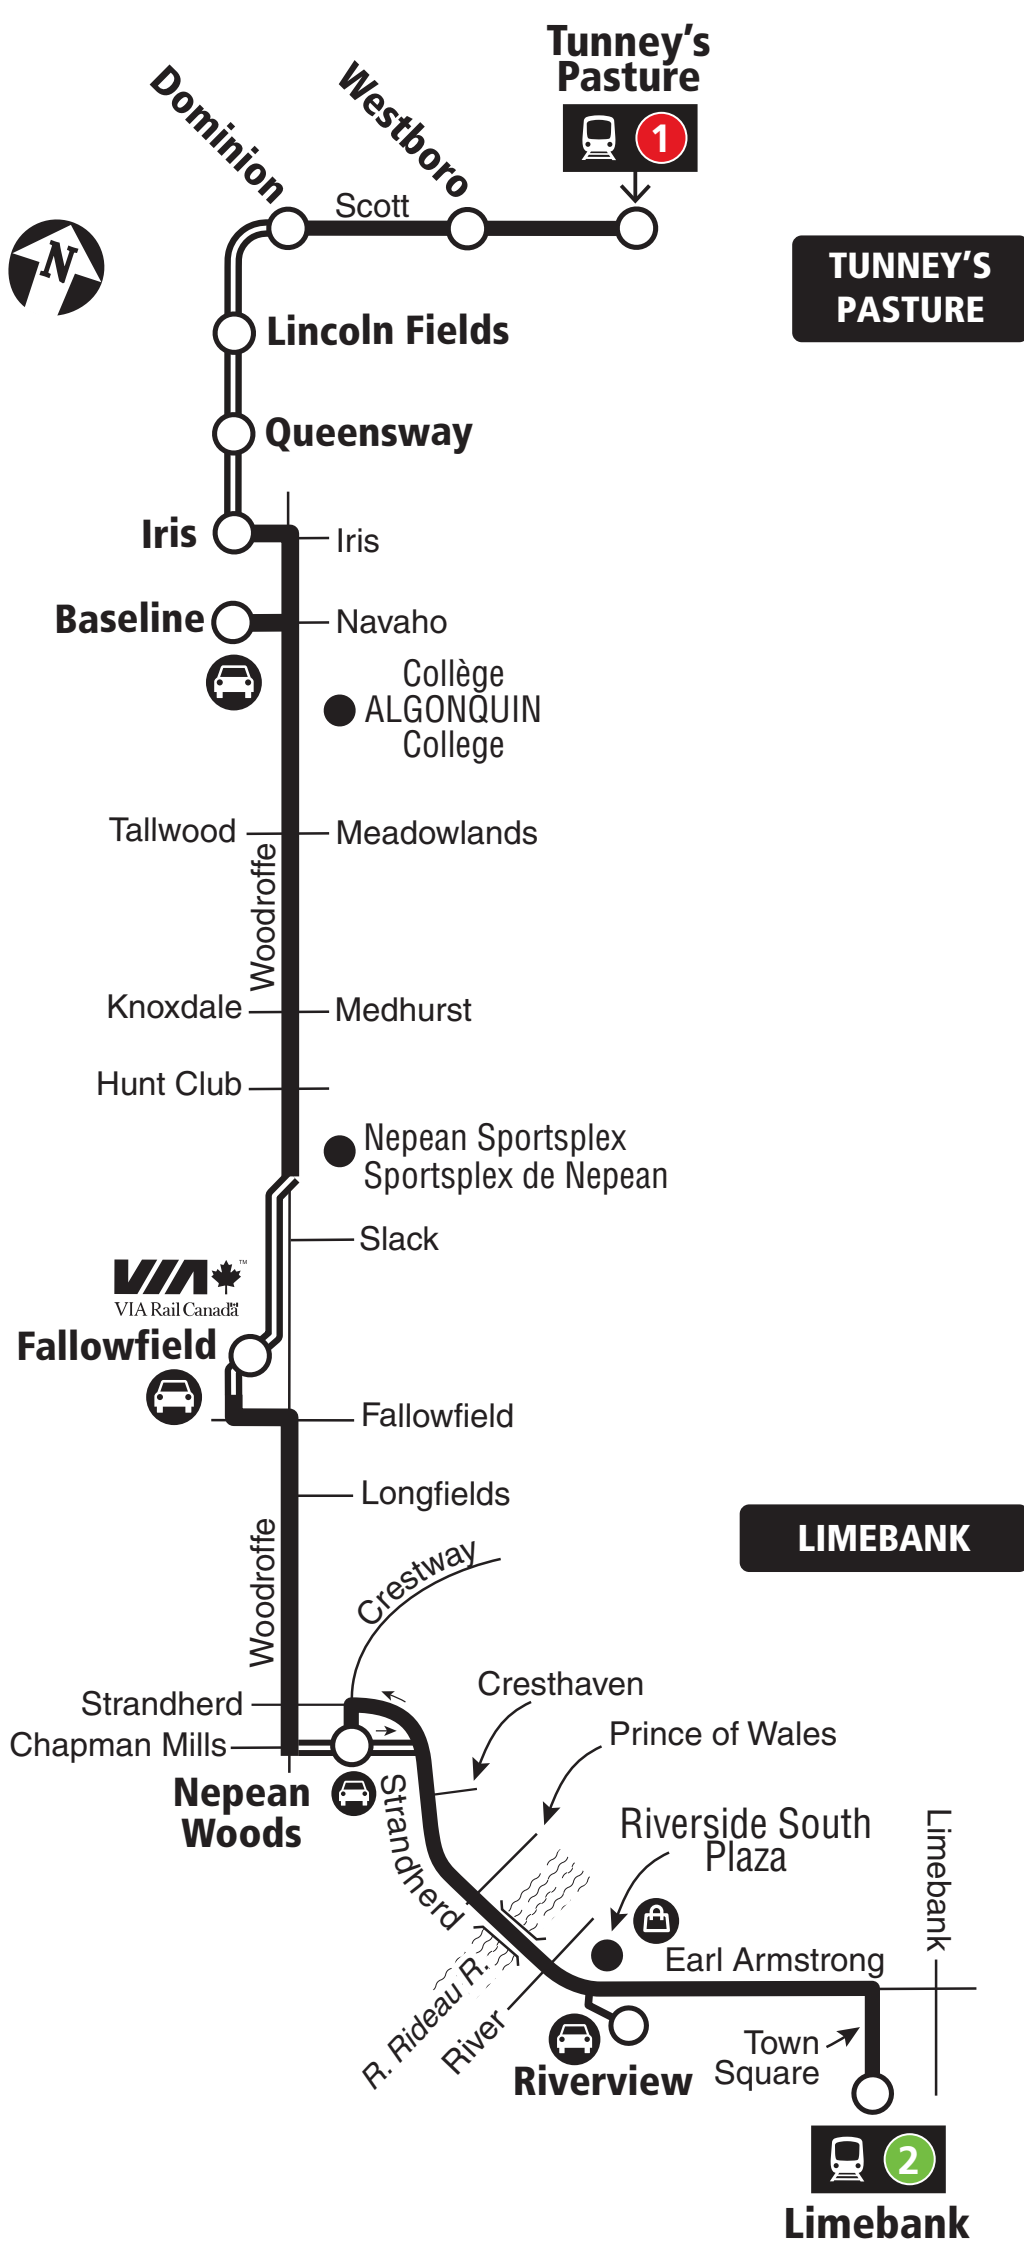 Tunney's
Pasture
1
Dominion
Westboro
Scott
N
TUNNEY'S
PASTURE
Lincoln Fields
Queensway
Iris
Iris
Baseline
Navaho
Collège
ALGONQUIN
College
Tallwood
Meadowlands
Woodroffe
Knoxdale
Medhurst
Hunt Club
Nepean Sportsplex
Sportsplex de Nepean
Slack
VIA TM
VIA Rail Canada
Fallowfield
Fallowfield
Longfields
LIMEBANK
Woodroffe
Crestway
Strandherd
Cresthaven
Chapman Mills
Prince of Wales
Nepean
Woods
Strandherd
Riverside South
Plaza
Limebank
Earl Armstrong
R. Rideau R.
River
Riverview
Town
Square
2
Limebank